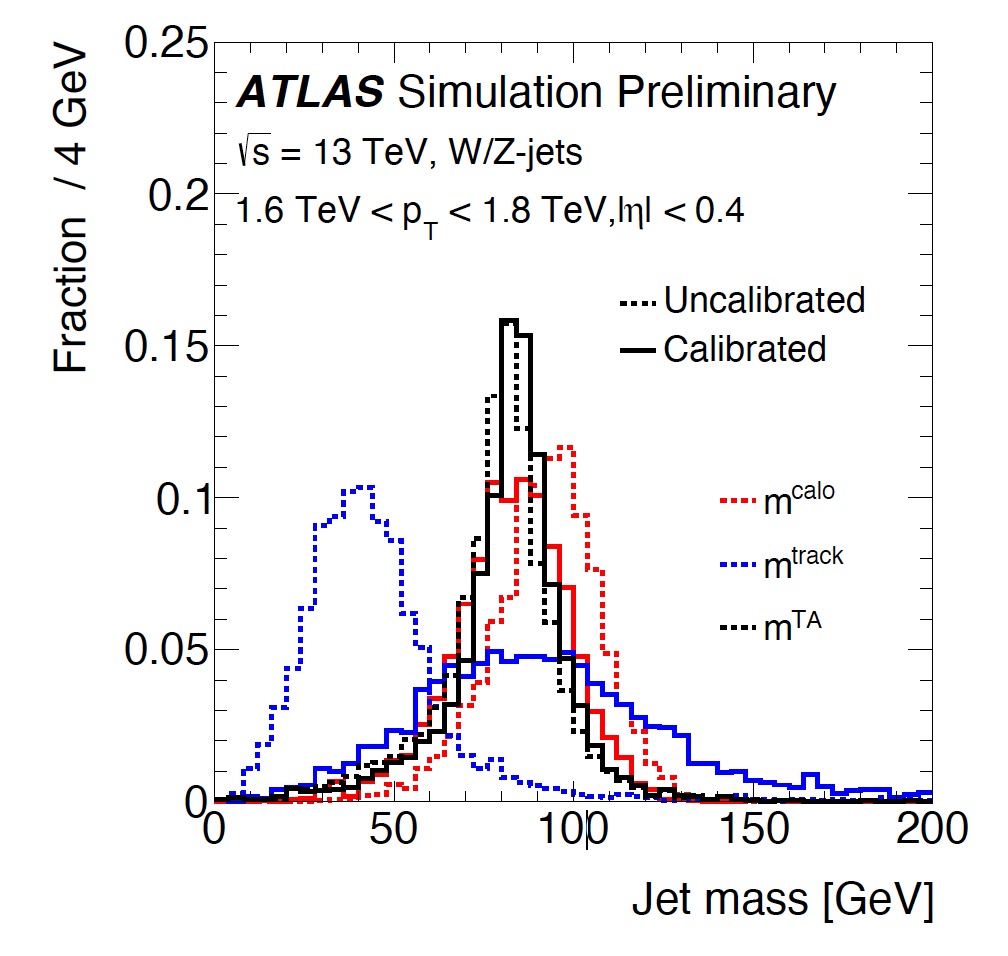 Fraction / 4 GeV
0.25
0.2
0.15
0.1
0.05
0
ATLAS Simulation Preliminary
√s = 13 TeV, W/Z-jets
1.6 TeV < p_T < 1.8 TeV,|η| < 0.4
Uncalibrated
Calibrated
m^calo
m^track
m^TA
0 50 100 150 200
Jet mass [GeV]